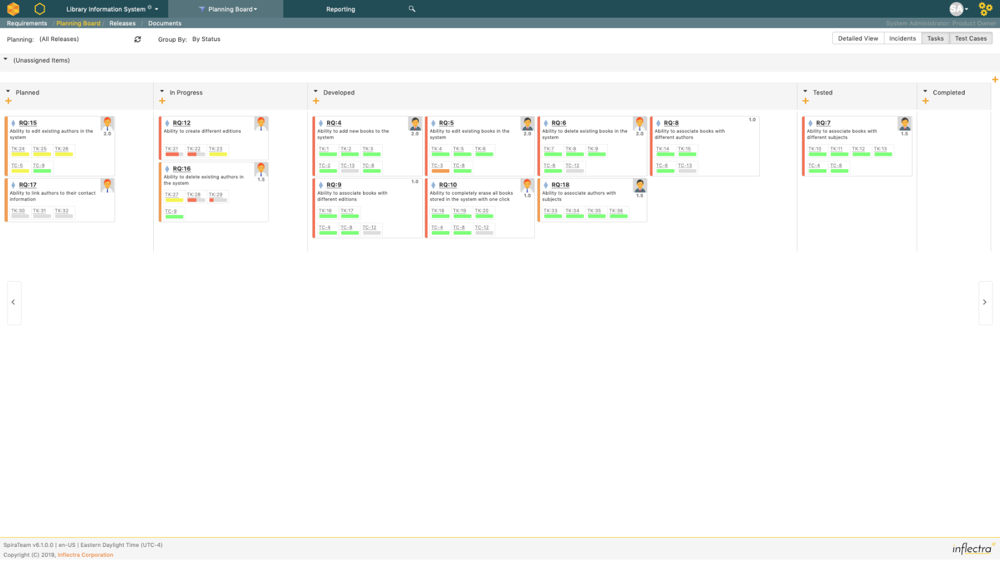 Library Information System
Planning Board
Reporting
SA
Requirements / Planning Board / Releases / Documents
System Administrator: Product Owner
Planning: (All Releases)
Group By: By Status
Detailed View Incidents Tasks Test Cases
(Unassigned Items)
Planned
In Progress
Developed
Tested
Completed
RQ:15
Ability to edit existing authors in the
system
2.0
TK:24 TK:25 TK:26
TC-5 TC-9
RQ:17
Ability to link authors to their contact
information
TK:30 TK:31 TK:32
RQ:12
Ability to create different editions
TK:21 TK:22 TK:23
RQ:16
Ability to delete existing authors in
the system
1.5
TK:27 TK:28 TK:29
TC-9
RQ:4
Ability to add new books to the
system
2.0
TK:1 TK:2 TK:3
TC-2 TC-13 TC-8
RQ:5
Ability to edit existing books in the
system
2.0
TK:4 TK:5 TK:6
TC-3 TC-8
RQ:6
Ability to delete existing books in the
system
2.0
TK:7 TK:8 TK:9
TC-8 TC-12
RQ:8
1.0
Ability to associate books with
different authors
TK:14 TK:15
TC-6 TC-13
RQ:9
1.0
Ability to associate books with
different editions
TK:16 TK:17
TC-4 TC-8 TC-12
RQ:10
Ability to completely erase all books
stored in the system with one click
1.0
TK:18 TK:19 TK:20
TC-4 TC-8 TC-12
RQ:18
Ability to associate authors with
subjects
1.5
TK:33 TK:34 TK:35 TK:36
RQ:7
Ability to associate books with
different subjects
1.5
TK:10 TK:11 TK:12 TK:13
TC-4 TC-8
SpiraTeam v6.1.0.0 | en-US | Eastern Daylight Time (UTC-4)
Copyright (C) 2019, Inflectra Corporation
inflectra